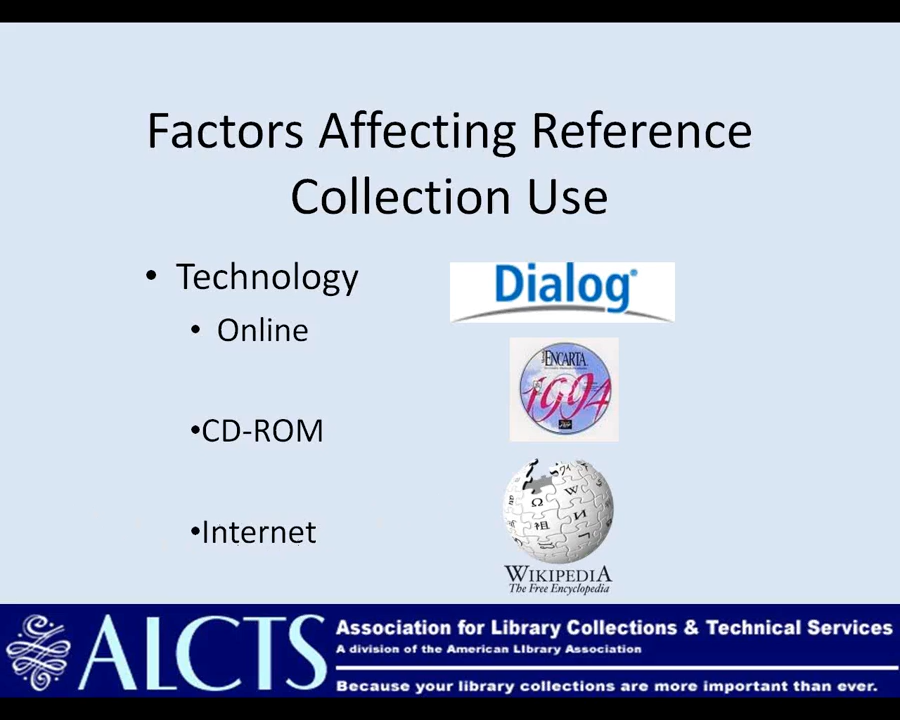 Factors Affecting Reference
Collection Use
• Technology
• Online
•CD-ROM
•Internet
Dialog®
ENCARTA
1994
Ω
W
祖
И
WIKIPEDIA
The Free Encyclopedia
ALCTS
Association for Library Collections & Technical Services
A division of the American Library Association
Because your library collections are more important than ever.